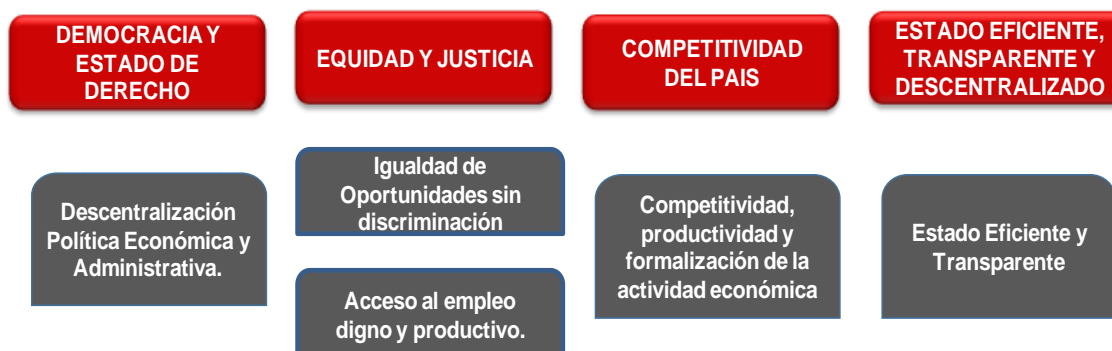 DEMOCRACIA Y
ESTADO DE
DERECHO
EQUIDAD Y JUSTICIA
COMPETITIVIDAD
DEL PAIS
ESTADO EFICIENTE,
TRANSPARENTE Y
DESCENTRALIZADO
Descentralización
Política Económica y
Administrativa.
Igualdad de
Oportunidades sin
discriminación
Acceso al empleo
digno y productivo.
Competitividad,
productividad y
formalización de la
actividad económica
Estado Eficiente y
Transparente